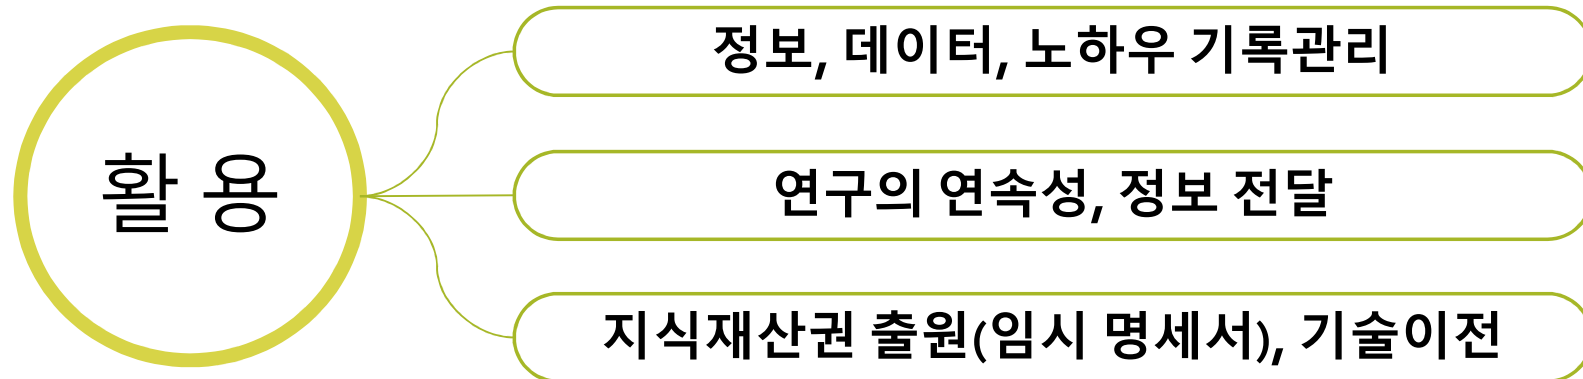 활 용
정보, 데이터, 노하우 기록관리
연구의 연속성, 정보 전달
지식재산권 출원(임시 명세서), 기술이전